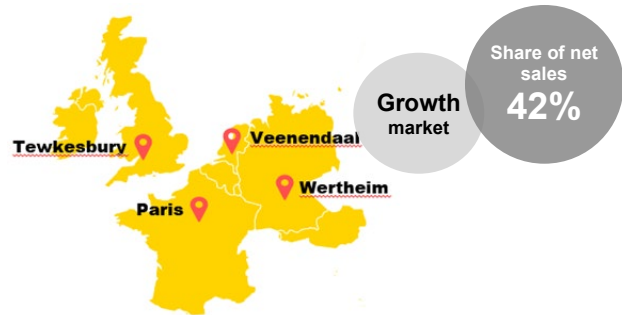 Share of net
sales
42%
Growth
market
Tewkesbury
Veenendaal
Wertheim
Paris